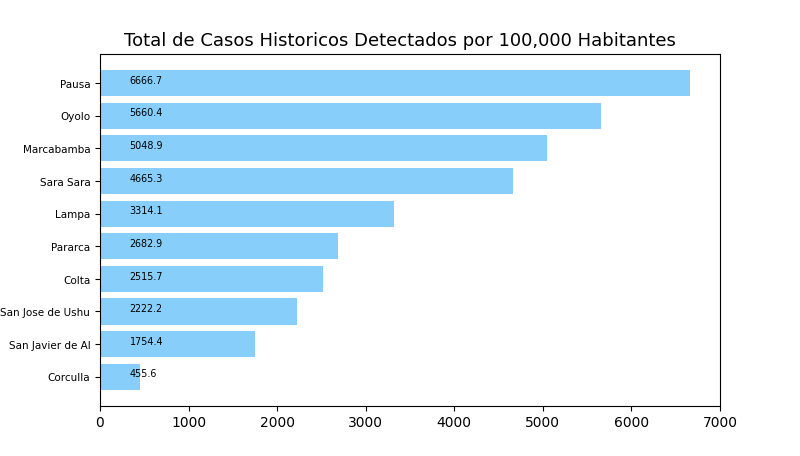 Total de Casos Historicos Detectados por 100,000 Habitantes
Pausa 6666.7
Oyolo 5660.4
Marcabamba 5048.9
Sara Sara 4665.3
Lampa 3314.1
Pararca 2682.9
Colta 2515.7
San Jose de Ushu 2222.2
San Javier de Al 1754.4
Corculla 455.6
0 1000 2000 3000 4000 5000 6000 7000